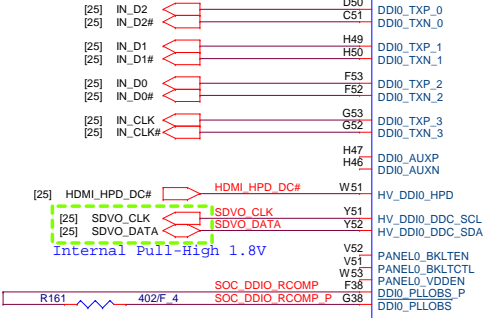 [25] IN_D2 D50 DDI0_TXP_0
[25] IN_D2# C51 DDI0_TXN_0
[25] IN_D1 H49 DDI0_TXP_1
[25] IN_D1# H50 DDI0_TXN_1
[25] IN_D0 F53 DDI0_TXP_2
[25] IN_D0# F52 DDI0_TXN_2
[25] IN_CLK G53 DDI0_TXP_3
[25] IN_CLK# G52 DDI0_TXN_3
H47 DDI0_AUXP
H46 DDI0_AUXN
[25] HDMI_HPD_DC# HDMI_HPD_DC# W51 HV_DDI0_HPD
[25] SDVO_CLK SDVO_CLK Y51 HV_DDI0_DDC_SCL
[25] SDVO_DATA SDVO_DATA Y52 HV_DDI0_DDC_SDA
Internal Pull-High 1.8V
V52 PANEL0_BKLTEN
V51 PANEL0_BKLTCTL
W53 PANEL0_VDDEN
SOC_DDIO_RCOMP F38 DDI0_PLLOBS_P
R161 402/F_4 SOC_DDIO_RCOMP_P G38 DDI0_PLLOBS